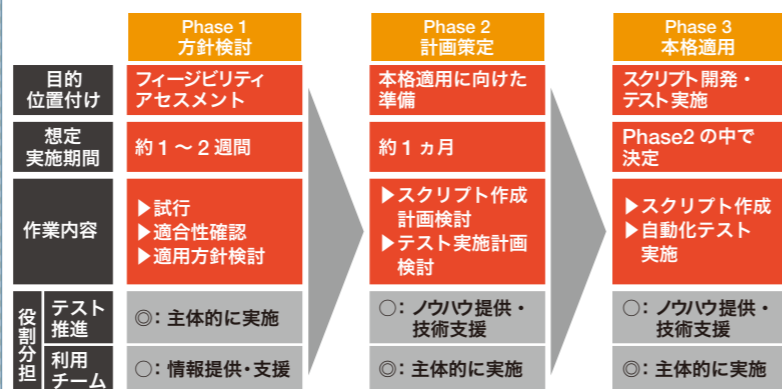 Phase 1
方針検討
Phase 2
計画策定
Phase 3
本格適用
目的
位置付け
フィージビリティ
アセスメント
本格適用に向けた
準備
スクリプト開発・
テスト実施
想定
実施期間
約1〜2週間
約1ヵ月
Phase2の中で
決定
作業内容
▶試行
▶適合性確認
▶適用方針検討
▶スクリプト作成
計画検討
▶テスト実施計画
検討
▶スクリプト作成
▶自動化テスト
実施
役割分担
テスト
推進
◎：主体的に実施
○：ノウハウ提供・
技術支援
○：ノウハウ提供・
技術支援
利用
チーム
○：情報提供・支援
◎：主体的に実施
◎：主体的に実施